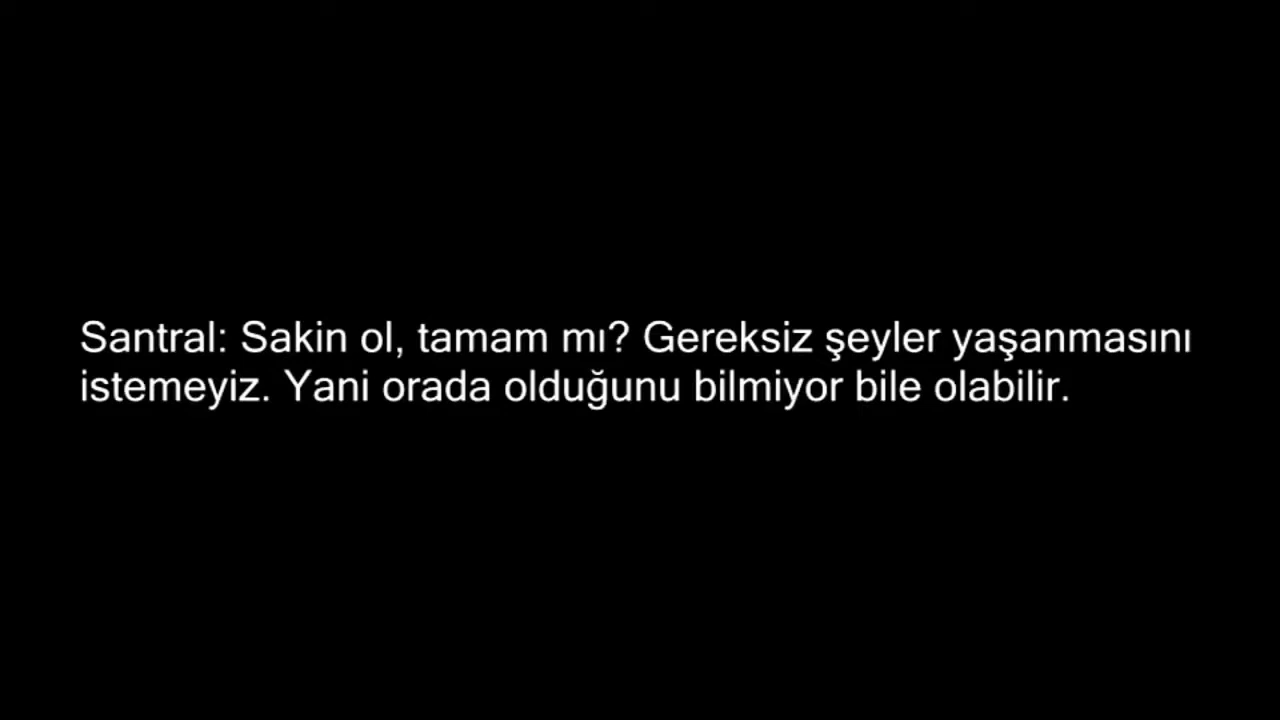 Santral: Sakin ol, tamam mı? Gereksiz şeyler yaşanmasını
istemeyiz. Yani orada olduğunu bilmiyor bile olabilir.